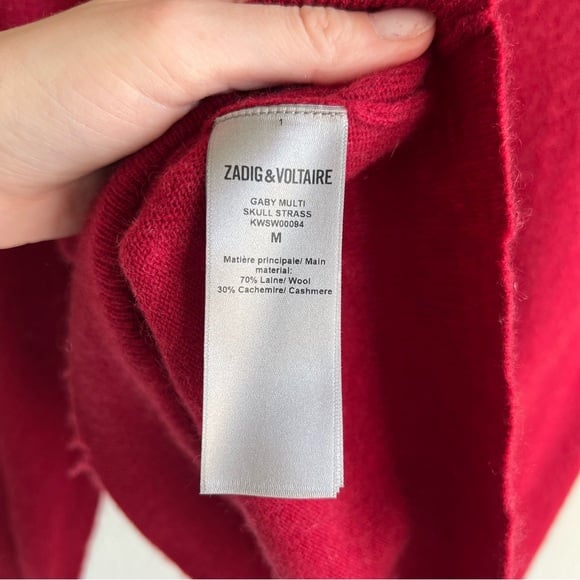 1
ZADIG&VOLTAIRE
GABY MULTI
SKULL STRASS
KWSW00094
M
Matière principale/ Main
material:
70% Laine/ Wool
30% Cachemire/ Cashmere